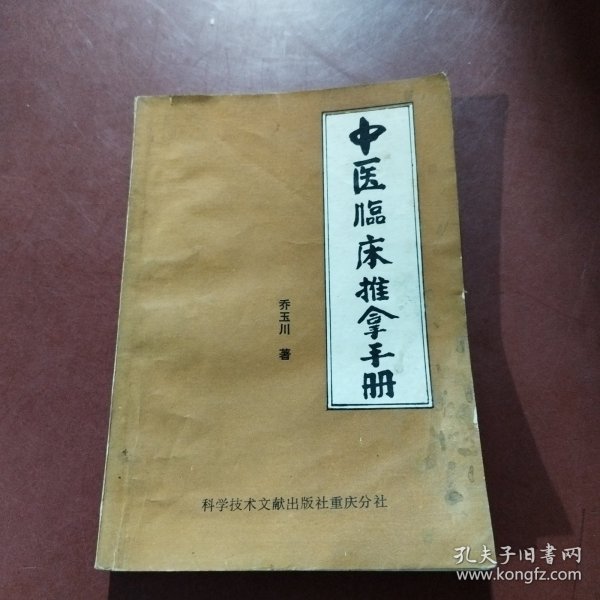 中医臨床推拿手册
乔玉川 著
科学技术文献出版社重庆分社
孔夫子旧书网
www.kongfz.com